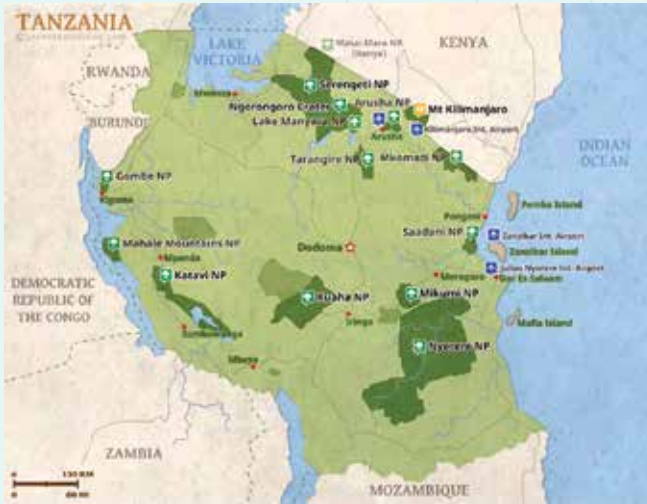 TANZANIA
LAKE
VICTORIA
Masai Mara NR
(Kenya)
KENYA
RWANDA
BURUNDI
Mwanza
Serengeti NP
Ngorongoro Crater
Arusha NP
Mt Kilimanjaro
Lake Manyara NP
Arusha
Kilimanjaro Int. Airport
INDIAN
OCEAN
Tarangire NP
Mkomazi NP
Gombe NP
Kigoma
Pangani
Pemba Island
Saadani NP
Zanzibar Int. Airport
Zanzibar Island
Mahale Mountains NP
Mpanda
Dodoma
Katavi NP
Morogoro
Julius Nyerere Int. Airport
Dar Es Salaam
DEMOCRATIC
REPUBLIC OF
THE CONGO
Ruaha NP
Mikumi NP
Iringa
Mafia Island
Sumbawanga
Nyerere NP
Mbeya
ZAMBIA
MOZAMBIQUE